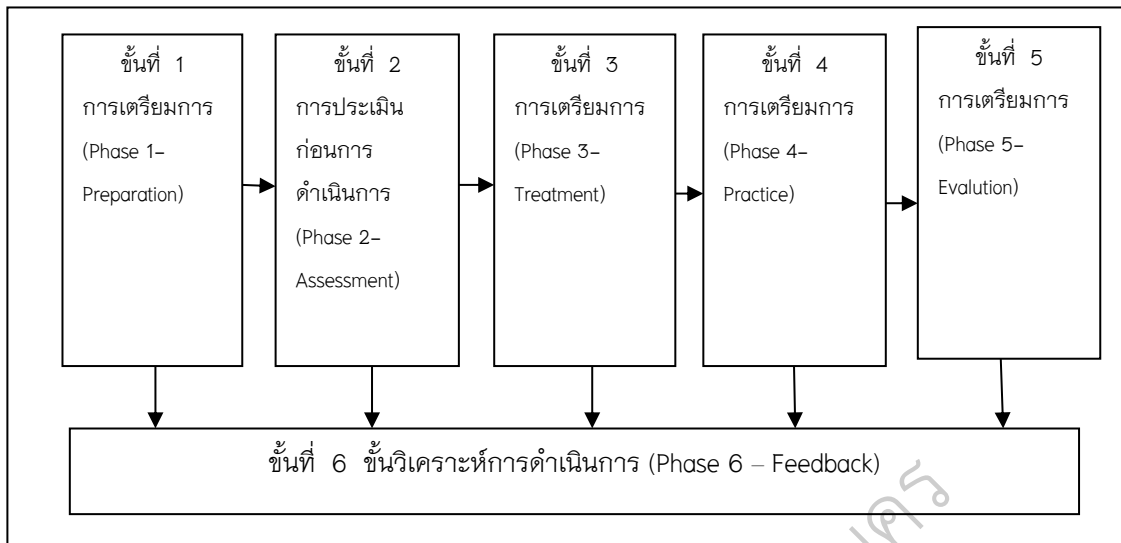 ขั้นที่ 1
การเตรียมการ
(Phase 1–
Preparation)
ขั้นที่ 2
การประเมิน
ก่อนการ
ดำเนินการ
(Phase 2–
Assessment)
ขั้นที่ 3
การเตรียมการ
(Phase 3–
Treatment)
ขั้นที่ 4
การเตรียมการ
(Phase 4–
Practice)
ขั้นที่ 5
การเตรียมการ
(Phase 5–
Evalution)
ขั้นที่ 6 ขั้นวิเคราะห์การดำเนินการ (Phase 6 – Feedback)